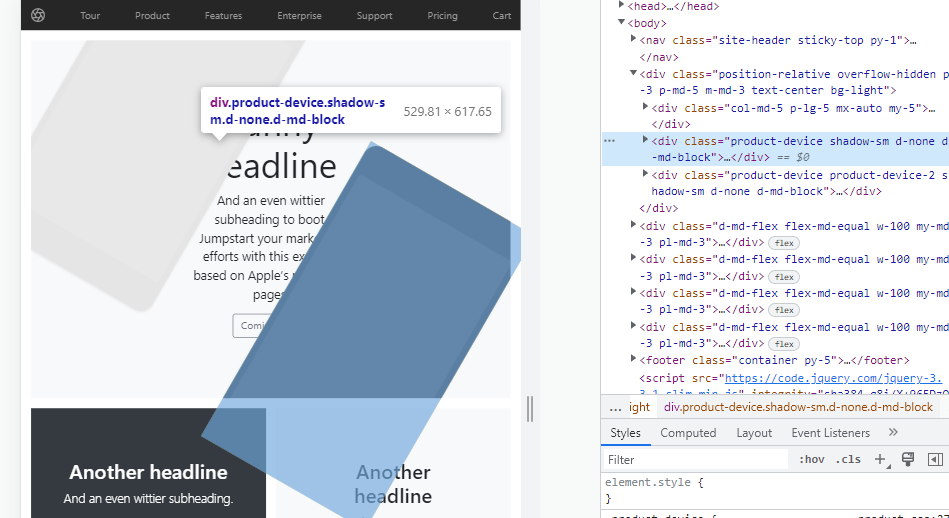 Tour Product Features Enterprise Support Pricing Cart
div.product-device.shadow-s
m.d-none.d-md-block 529.81 × 617.65
eadline
And an even wittier
subheading to boot
Jumpstart your mark
efforts with this ex
based on Apple's
page
Comi
Another headline
And an even wittier subheading.
Another
headline
<head>…</head>
<body>
<nav class="site-header sticky-top py-1">…
</nav>
<div class="position-relative overflow-hidden p
-3 p-md-5 m-md-3 text-center bg-light">
<div class="col-md-5 p-lg-5 mx-auto my-5">…
</div>
… <div class="product-device shadow-sm d-none d
-md-block">…</div> == $0
<div class="product-device product-device-2 s
hadow-sm d-none d-md-block">…</div>
</div>
<div class="d-md-flex flex-md-equal w-100 my-md
-3 pl-md-3">…</div> flex
<div class="d-md-flex flex-md-equal w-100 my-md
-3 pl-md-3">…</div> flex
<div class="d-md-flex flex-md-equal w-100 my-md
-3 pl-md-3">…</div> flex
<div class="d-md-flex flex-md-equal w-100 my-md
-3 pl-md-3">…</div> flex
<footer class="container py-5">…</footer>
<script src="https://code.jquery.com/jquery-3.
… ight div.product-device.shadow-sm.d-none.d-md-block
Styles Computed Layout Event Listeners »
Filter :hov .cls +
element.style {
}